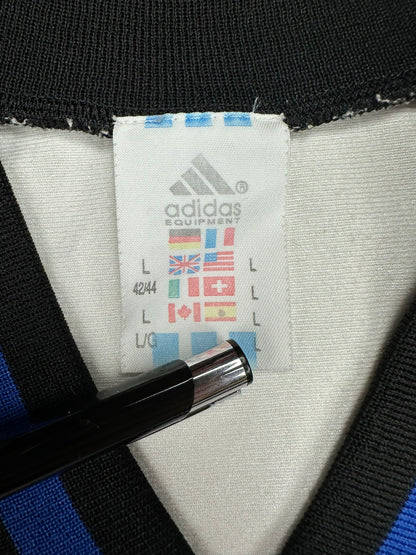 adidas®
EQUIPMENT
L L
42/44 L
L L
L/G L